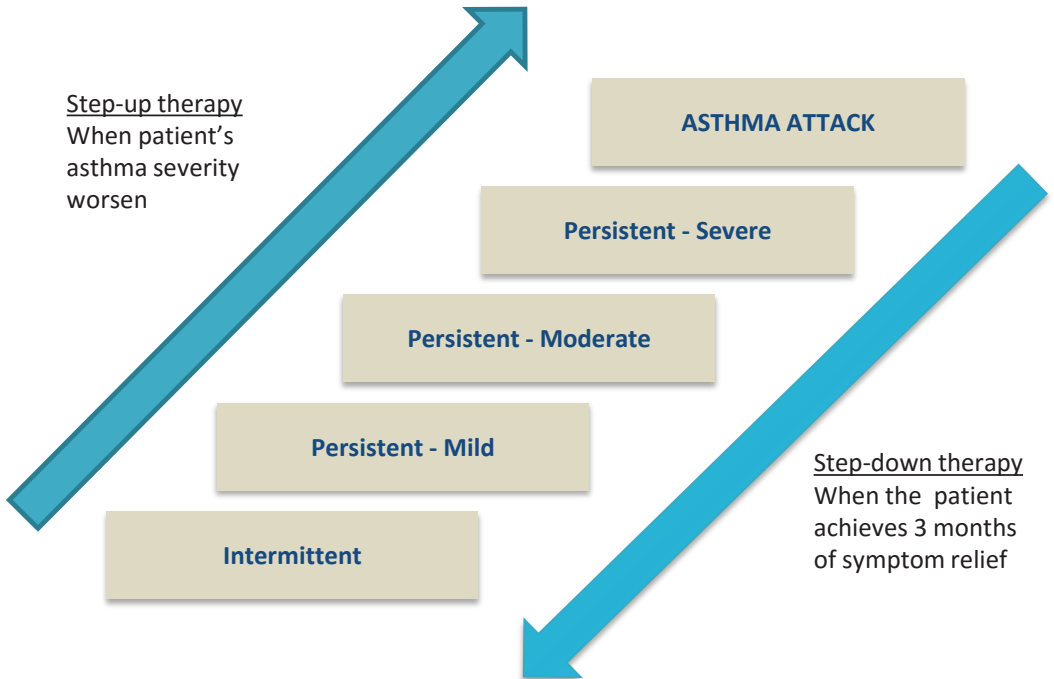 Step-up therapy
When patient’s
asthma severity
worsen
ASTHMA ATTACK
Persistent - Severe
Persistent - Moderate
Persistent - Mild
Intermittent
Step-down therapy
When the  patient
achieves 3 months
of symptom relief